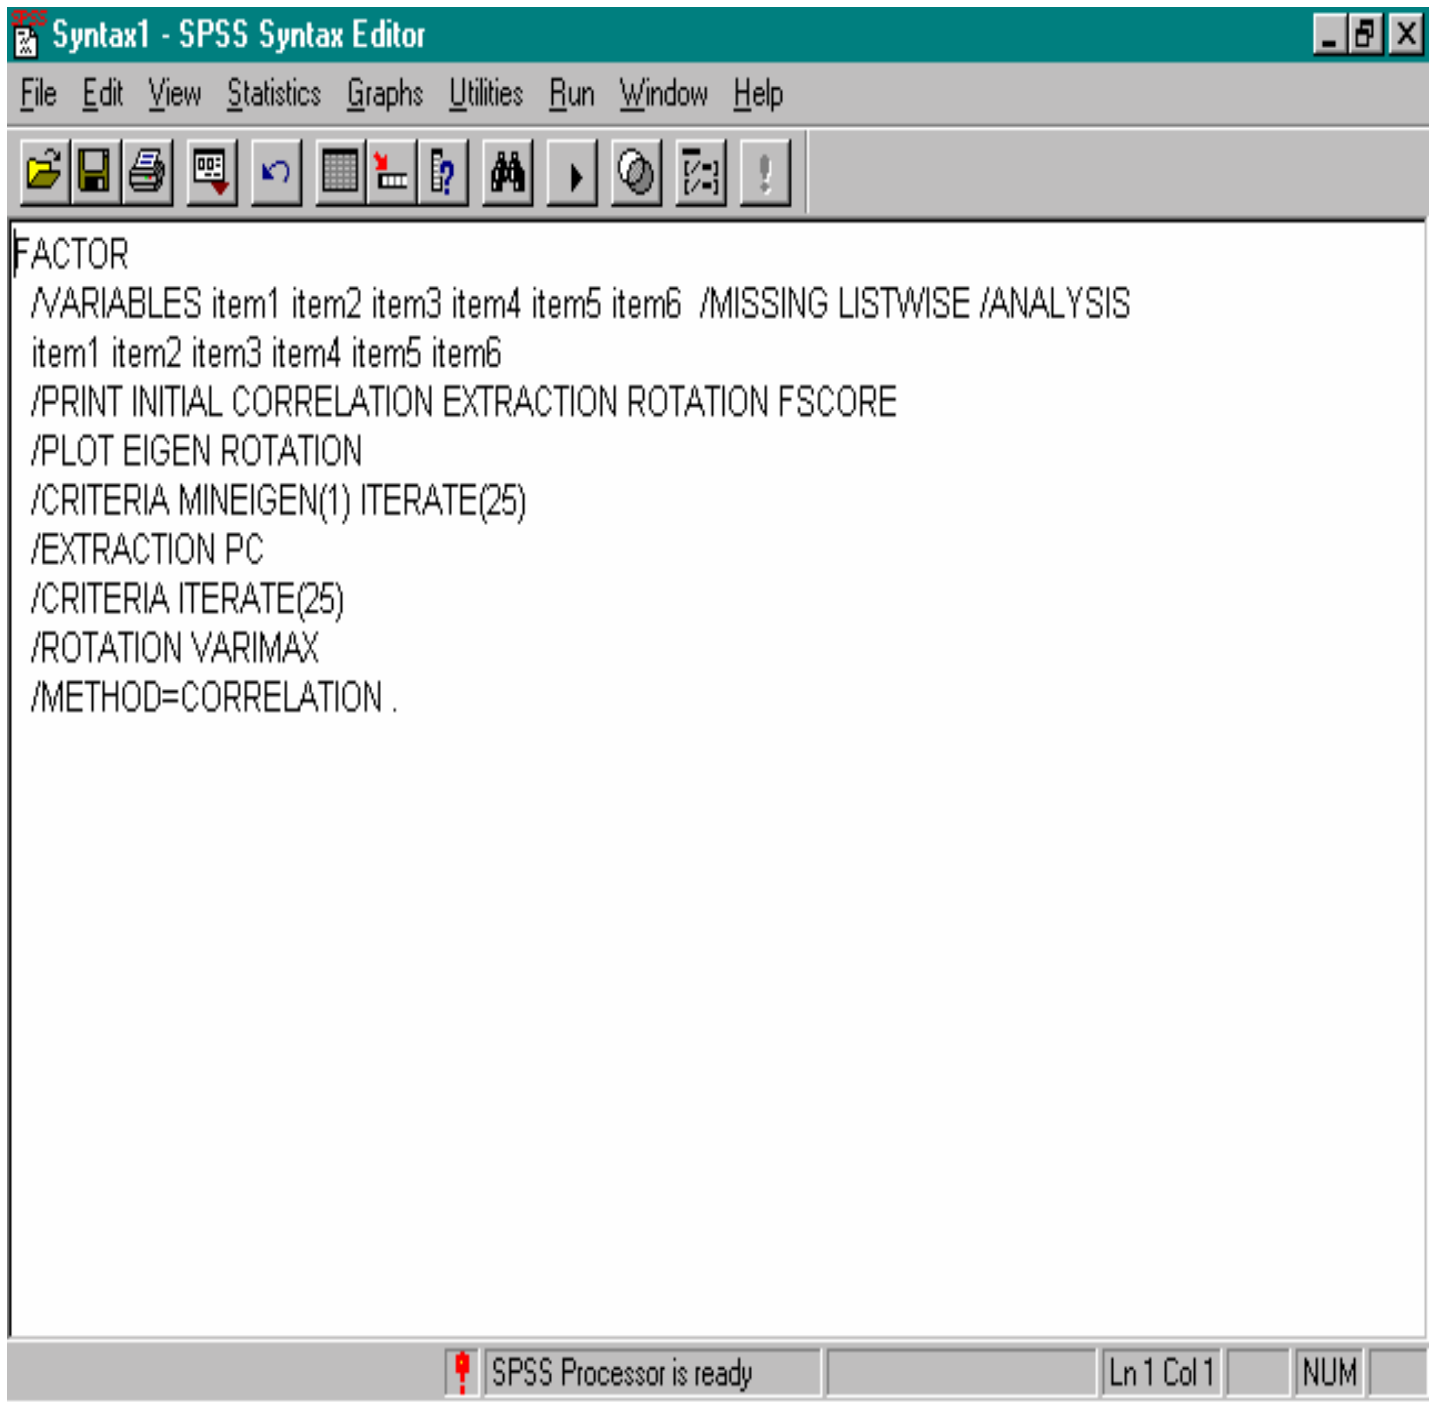 SPSS
Syntax1 - SPSS Syntax Editor
File Edit View Statistics Graphs Utilities Run Window Help
FACTOR
/VARIABLES item1 item2 item3 item4 item5 item6 /MISSING LISTWISE /ANALYSIS
item1 item2 item3 item4 item5 item6
/PRINT INITIAL CORRELATION EXTRACTION ROTATION FSCORE
/PLOT EIGEN ROTATION
/CRITERIA MINEIGEN(1) ITERATE(25)
/EXTRACTION PC
/CRITERIA ITERATE(25)
/ROTATION VARIMAX
/METHOD=CORRELATION .
SPSS Processor is ready Ln 1 Col 1 NUM